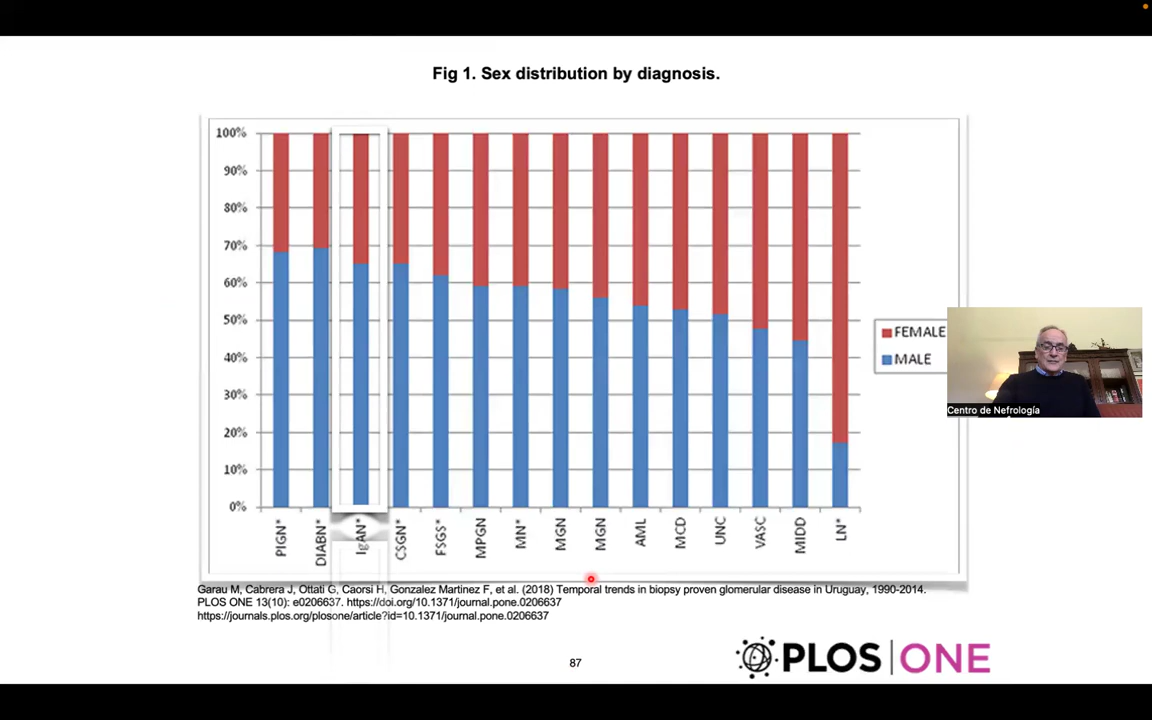 Fig 1. Sex distribution by diagnosis.
100%
90%
80%
70%
60%
50%
40%
30%
20%
10%
0%
PIGN*
DIABN*
IgAN*
CSGN*
FSGS*
MPGN
MN*
MGN
MGN
AML
MCD
UNC
VASC
MIDD
LN*
FEMALE
MALE
Centro de Nefrología
Garau M, Cabrera J, Ottati G, Caorsi H, Gonzalez Martinez F, et al. (2018) Temporal trends in biopsy proven glomerular disease in Uruguay, 1990-2014.
PLOS ONE 13(10): e0206637. https://doi.org/10.1371/journal.pone.0206637
https://journals.plos.org/plosone/article?id=10.1371/journal.pone.0206637
87
PLOS ONE